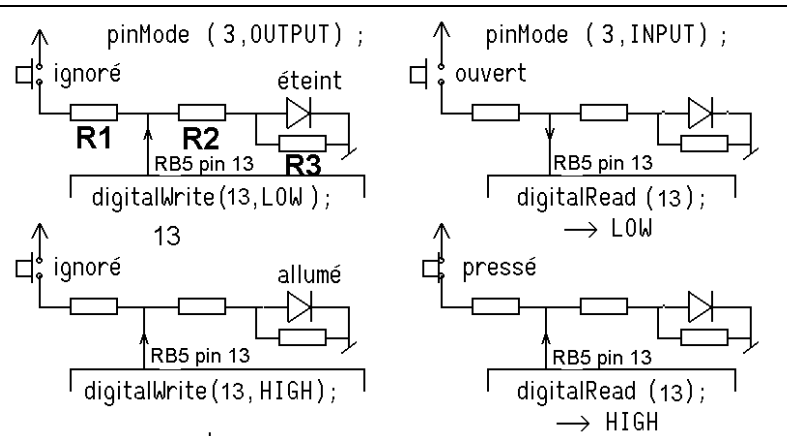 pinMode (3,OUTPUT) ;
ignoré
éteint
R1
R2
R3
RB5 pin 13
digitalWrite(13,LOW);
13
pinMode (3,INPUT) ;
ouvert
RB5 pin 13
digitalRead (13);
→ LOW
ignoré
allumé
RB5 pin 13
digitalWrite(13,HIGH);
pressé
RB5 pin 13
digitalRead (13);
→ HIGH